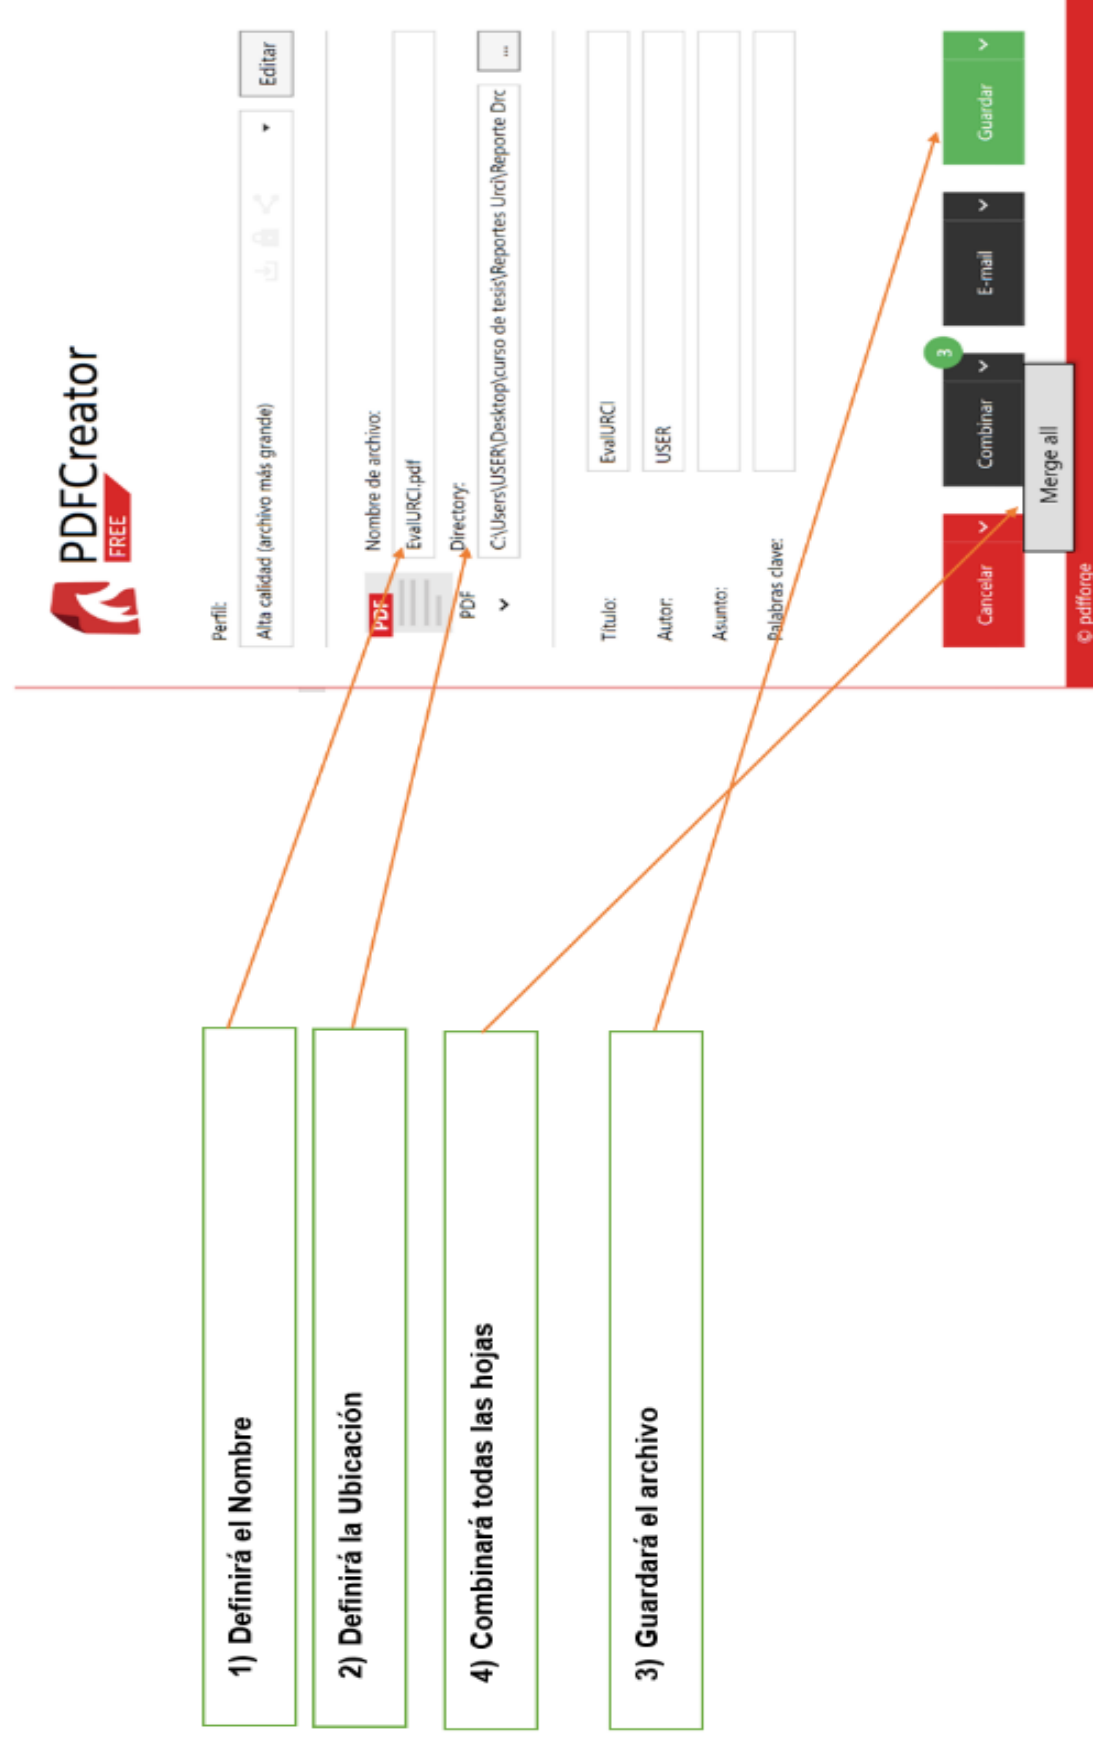 1) Definirá el Nombre
2) Definirá la Ubicación
4) Combinará todas las hojas
3) Guardará el archivo
PDFCreator
FREE
Perfil:
Alta calidad (archivo más grande)
Editar
PDF
Nombre de archivo:
EvalURCI.pdf
PDF
Directory:
C:\Users\USER\Desktop\curso de tesis\Reportes Urci\Reporte Drc
...
Título:
EvalURCI
Autor:
USER
Asunto:
Palabras clave:
Cancelar
Combinar
3
E-mail
Guardar
Merge all
© pdfforge